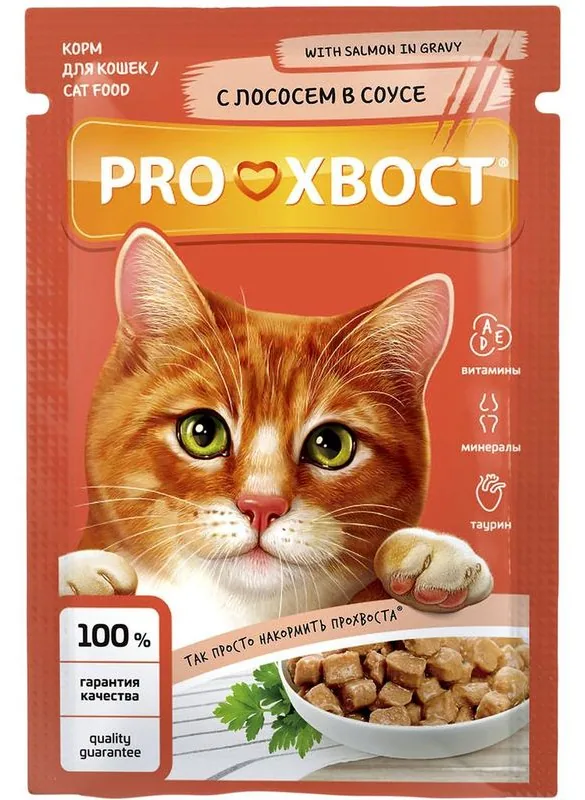 КОРМ
ДЛЯ КОШЕК /
CAT FOOD
WITH SALMON IN GRAVY
С ЛОСОСЕМ В СОУСЕ
PRO ХВОСТ®
A
D E
витамины
минералы
таурин
ТАК ПРОСТО НАКОРМИТЬ ПРОХВОСТА®
100 %
гарантия
качества
quality
guarantee